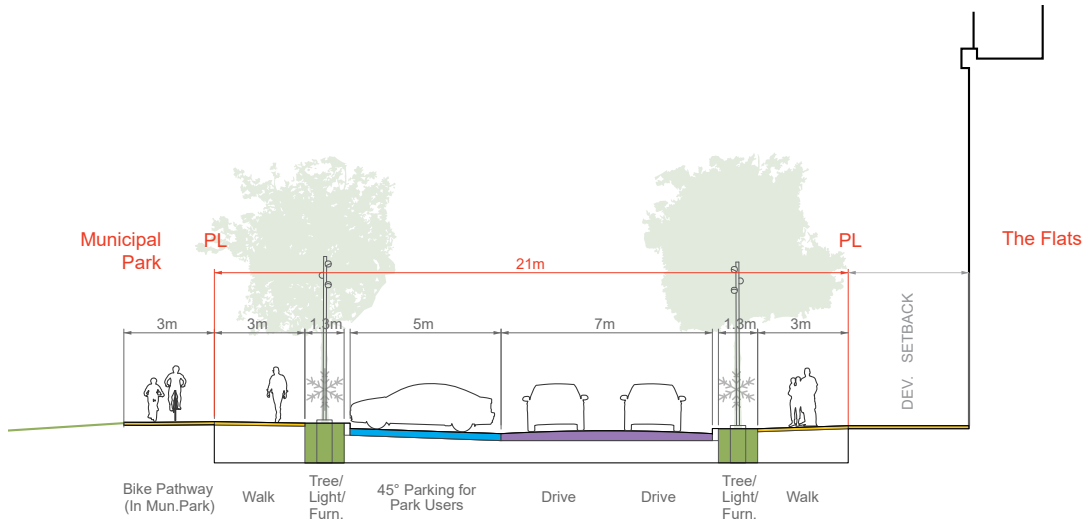 Municipal
Park
PL
PL
The Flats
21m
3m
3m
1.3m
5m
7m
1.3m
3m
DEV. SETBACK
Bike Pathway
(In Mun.Park)
Walk
Tree/
Light/
Furn.
45° Parking for
Park Users
Drive
Drive
Tree/
Light/
Furn.
Walk